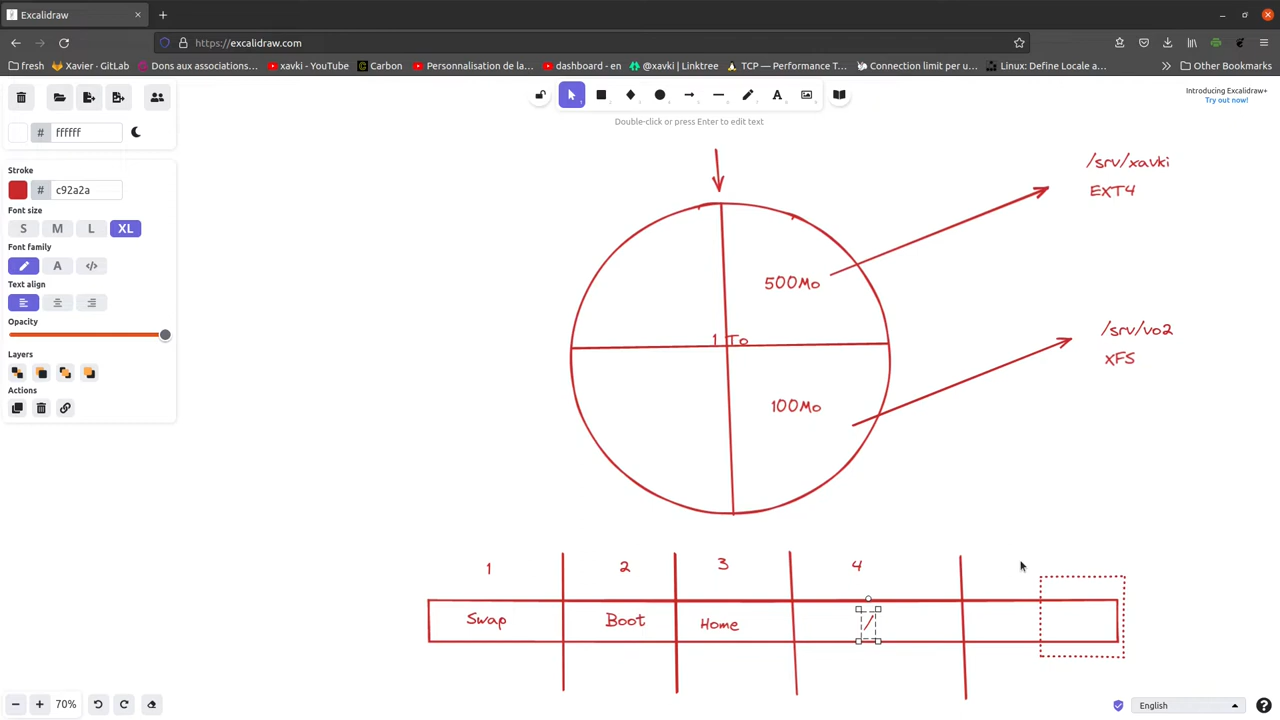 Excalidraw
https://excalidraw.com
fresh
Xavier - GitLab
Dons aux associations...
xavki - YouTube
Carbon
Personnalisation de la...
dashboard - en
@xavki | Linktree
TCP — Performance T...
Connection limit per u...
Linux: Define Locale a...
Other Bookmarks
Introducing Excalidraw+
Try out now!
Double-click or press Enter to edit text
# ffffff
Stroke
# c92a2a
Font size
S M L XL
Font family
A </>
Text align
Opacity
Layers
Actions
/srv/xavki
EXT4
500Mo
1 To
/srv/vo2
XFS
100Mo
1 2 3 4
Swap Boot Home /
70%
English